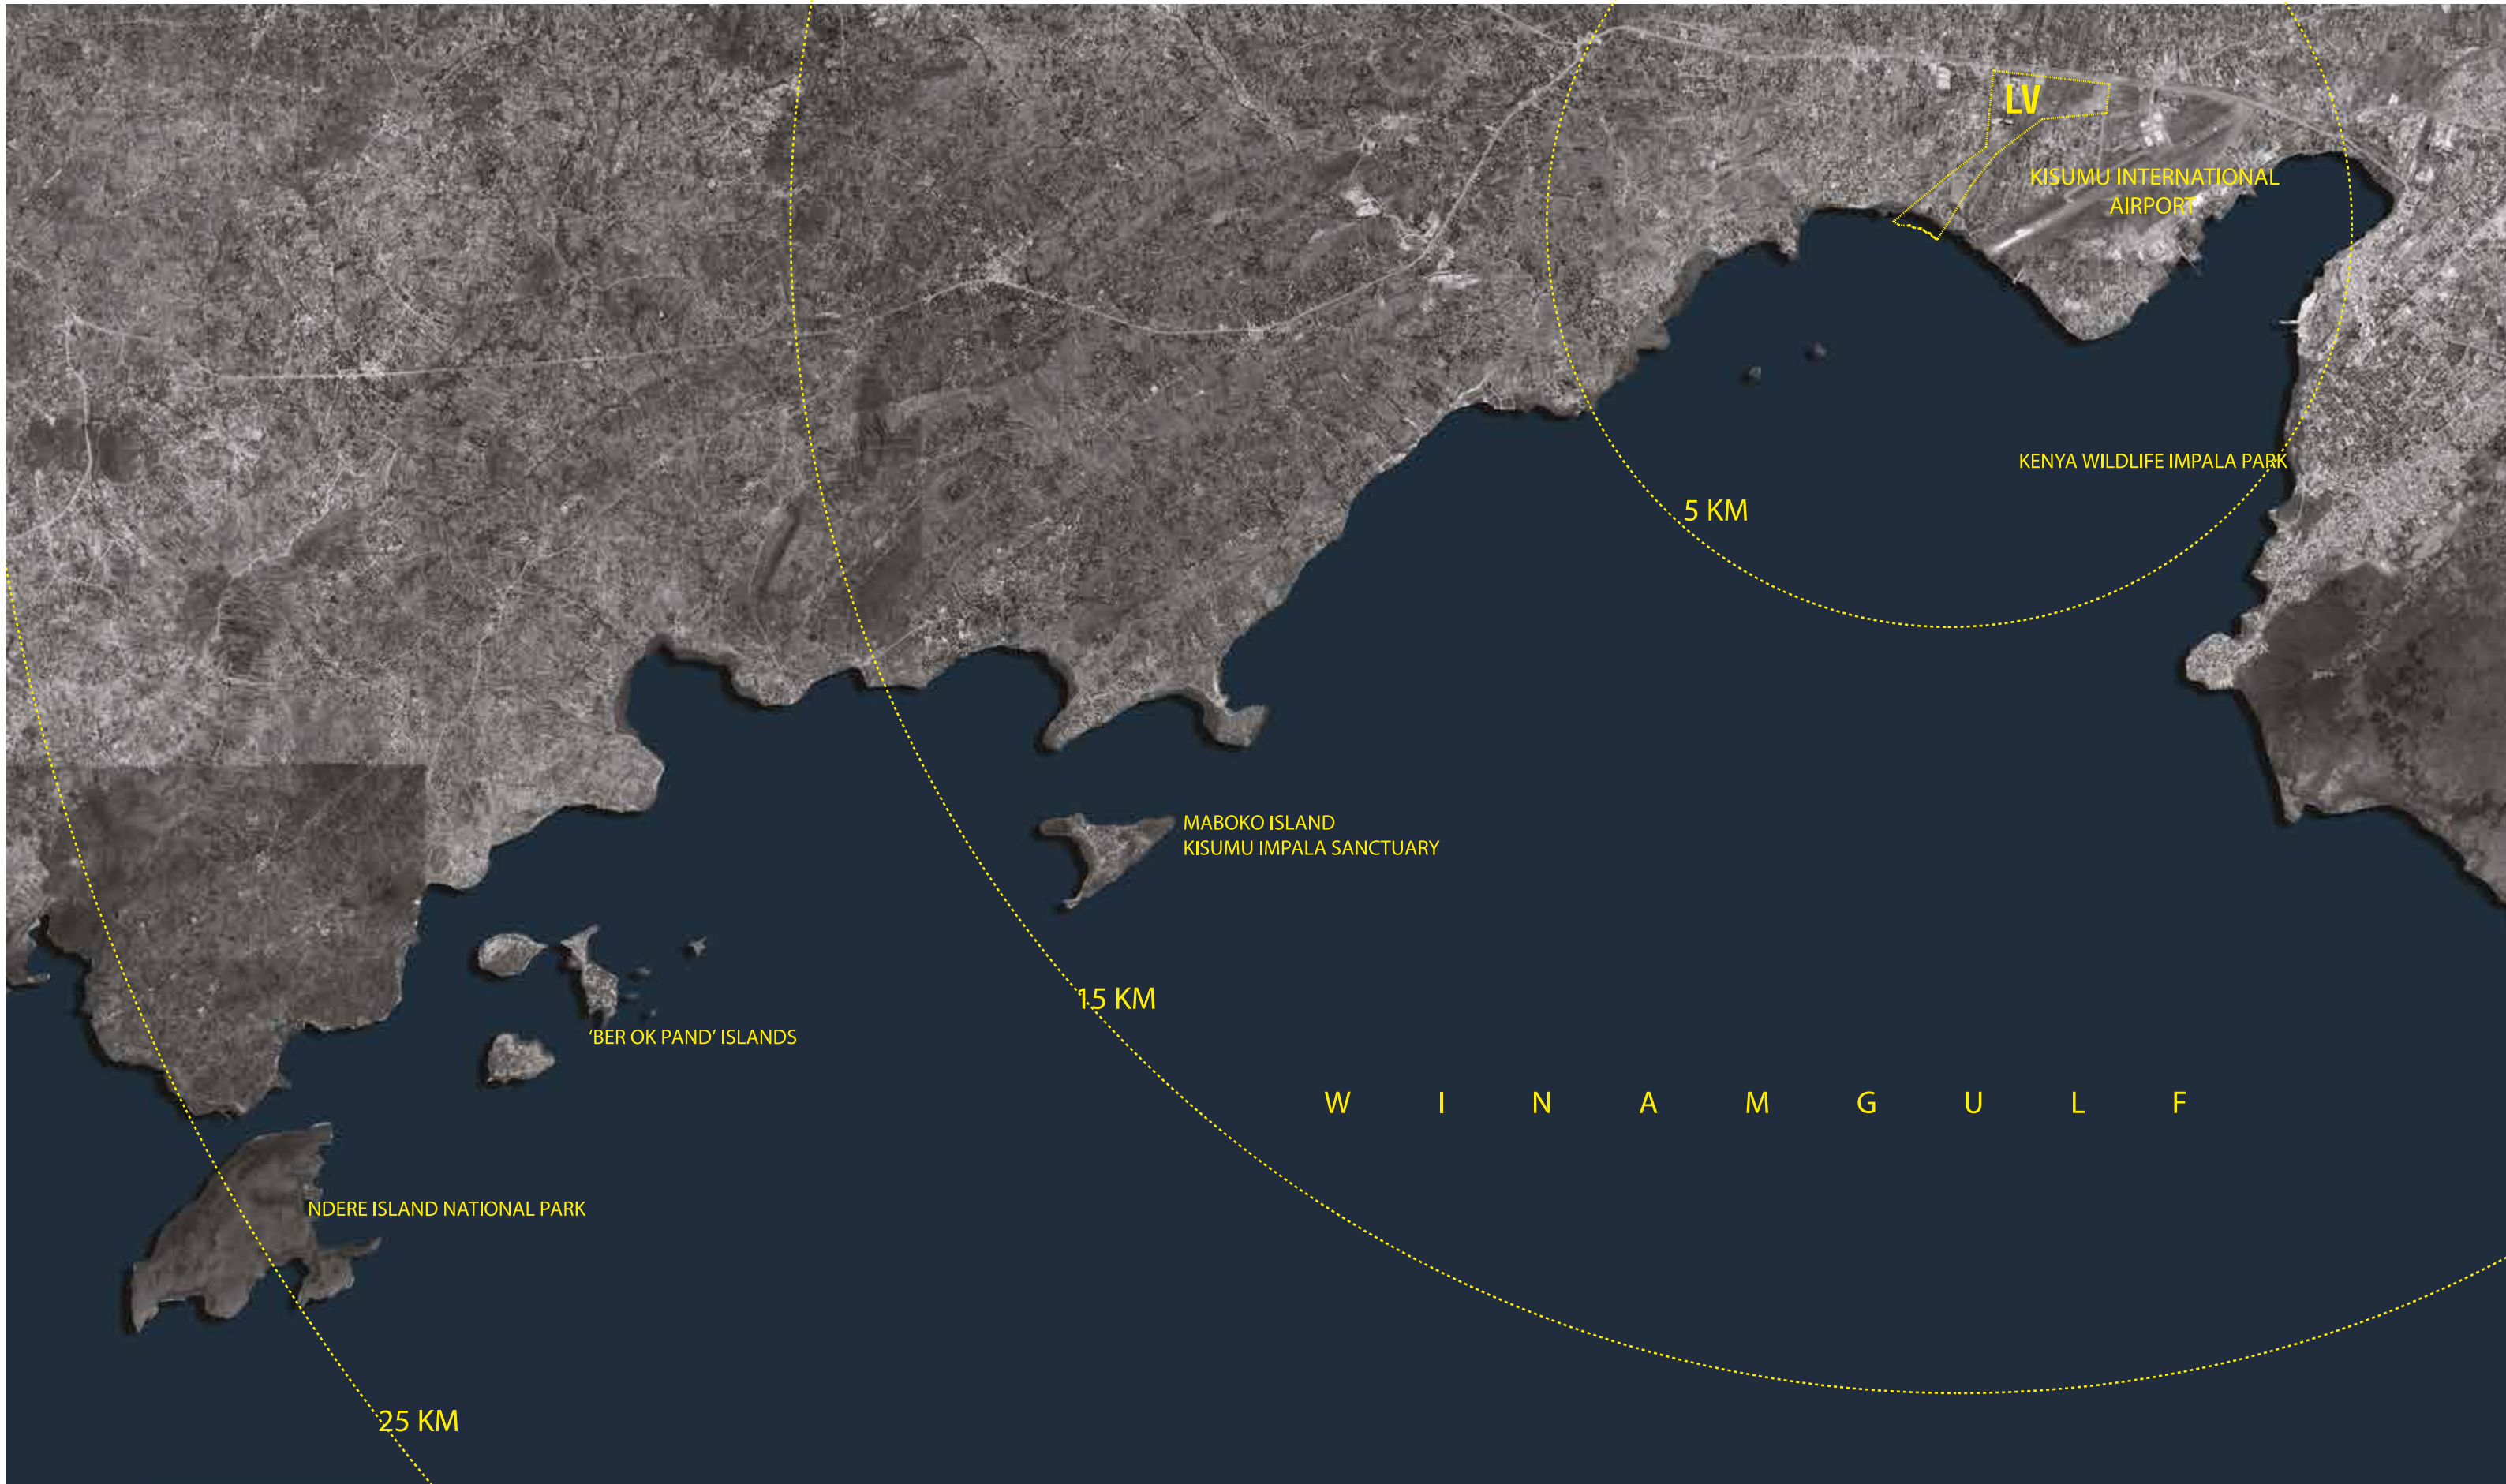 LV
KISUMU INTERNATIONAL
AIRPORT
KENYA WILDLIFE IMPALA PARK
5 KM
MABOKO ISLAND
KISUMU IMPALA SANCTUARY
15 KM
'BER OK PAND' ISLANDS
W I N A M G U L F
NDERE ISLAND NATIONAL PARK
25 KM